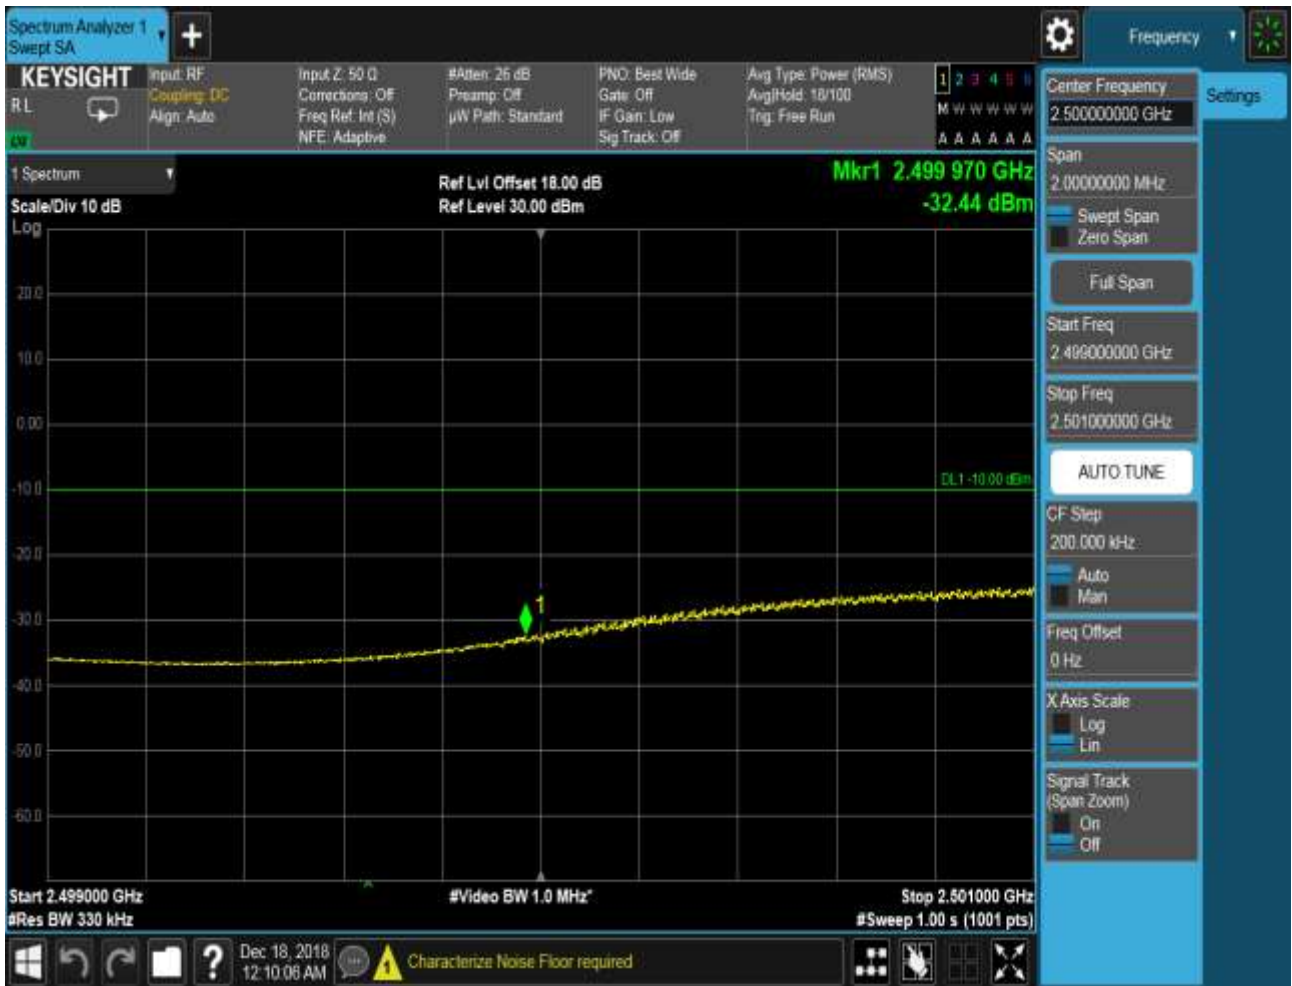 Spectrum Analyzer 1
Swept SA
Frequency
KEYSIGHT
RL
Input: RF
Coupling: DC
Align: Auto
Input Z: 50 Ω
Corrections: Off
Freq Ref: Int (S)
NFE: Adaptive
#Atten: 26 dB
Preamp: Off
µW Path: Standard
PNO: Best Wide
Gate: Off
IF Gain: Low
Sig Track: Off
Avg Type: Power (RMS)
Avg|Hold: 18/100
Trig: Free Run
1 2 3 4 5 6
M W W W W W
A A A A A A
1 Spectrum
Scale/Div 10 dB
Log
Ref Lvl Offset 18.00 dB
Ref Level 30.00 dBm
Mkr1 2.499 970 GHz
-32.44 dBm
20.0
10.0
0.00
-10.0
-20.0
-30.0
-40.0
-50.0
-60.0
DL1 -10.00 dBm
1
Start 2.499000 GHz
#Res BW 330 kHz
#Video BW 1.0 MHz*
Stop 2.501000 GHz
#Sweep 1.00 s (1001 pts)
Center Frequency
2.500000000 GHz
Settings
Span
2.00000000 MHz
Swept Span
Zero Span
Full Span
Start Freq
2.499000000 GHz
Stop Freq
2.501000000 GHz
AUTO TUNE
CF Step
200.000 kHz
Auto
Man
Freq Offset
0 Hz
X Axis Scale
Log
Lin
Signal Track
(Span Zoom)
On
Off
?
Dec 18, 2018
12:10:06 AM
1
Characterize Noise Floor required